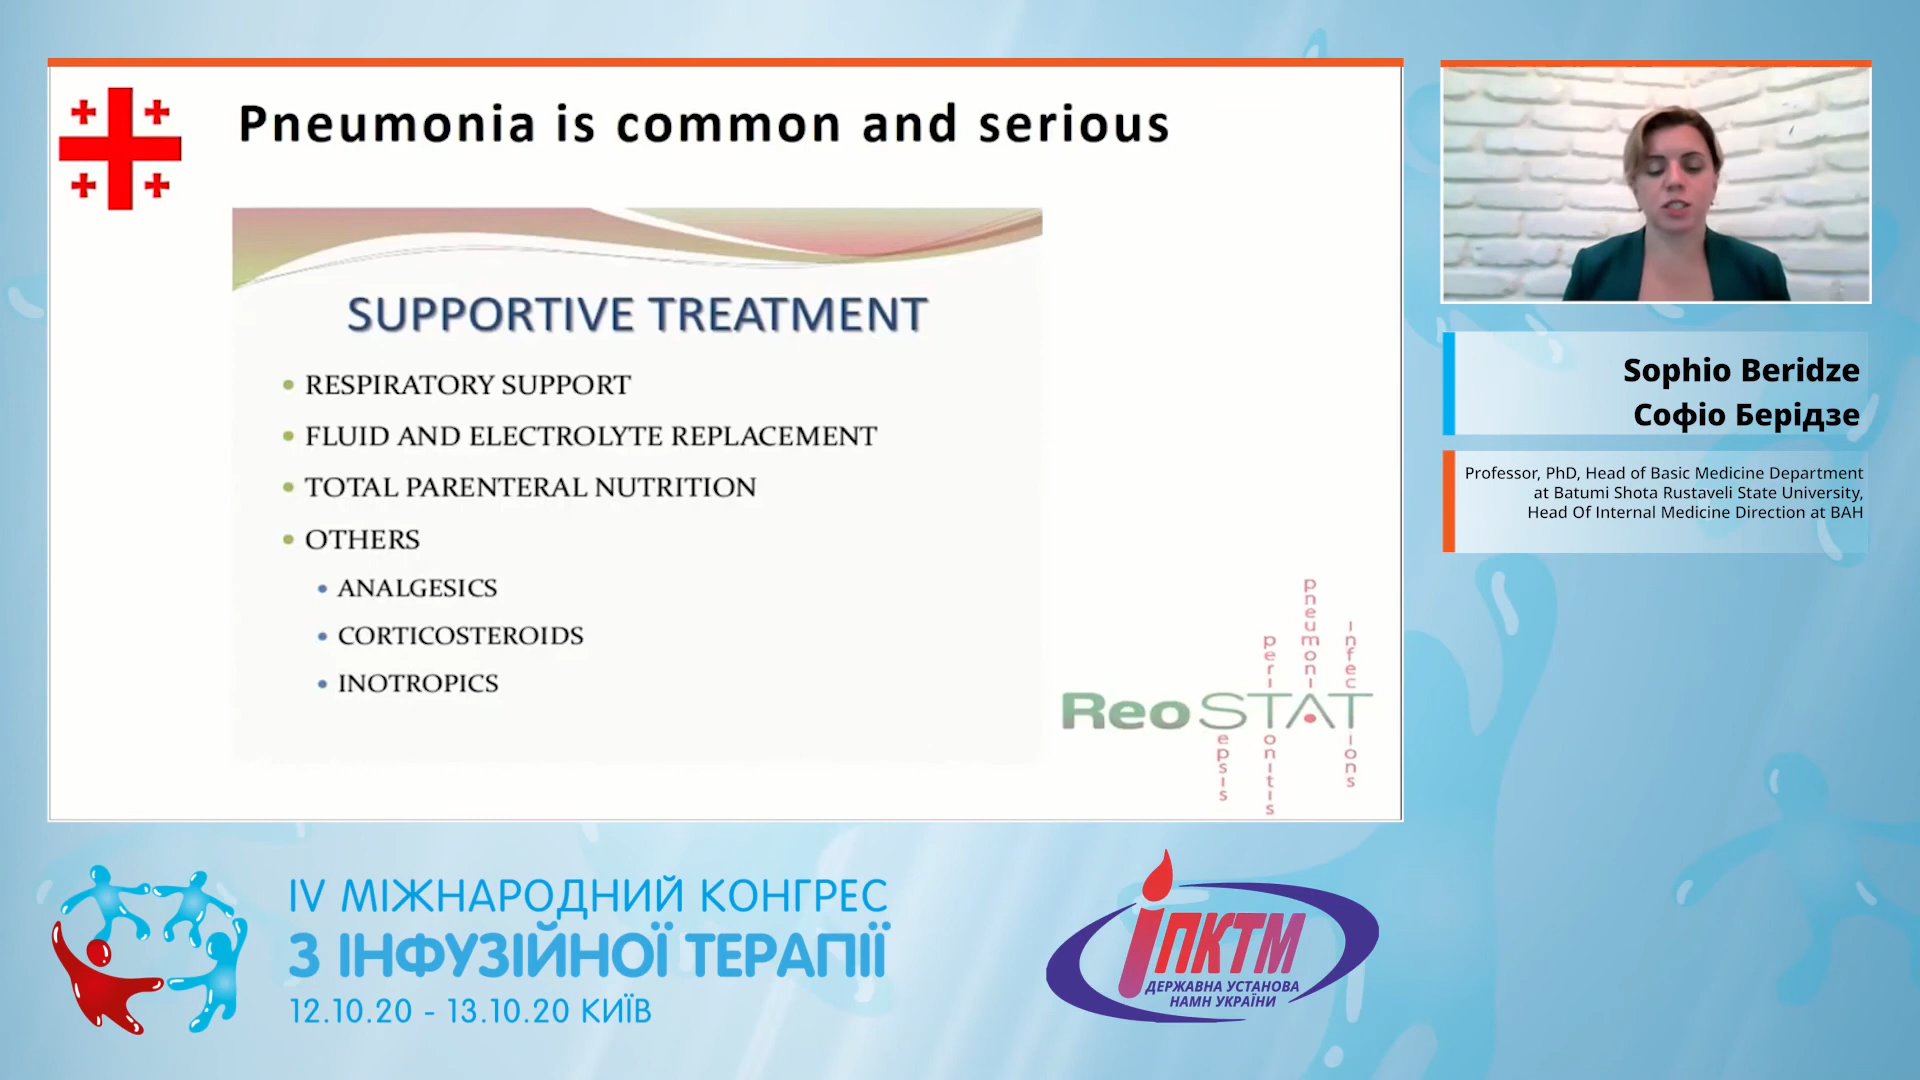 Pneumonia is common and serious
SUPPORTIVE TREATMENT
• RESPIRATORY SUPPORT
• FLUID AND ELECTROLYTE REPLACEMENT
• TOTAL PARENTERAL NUTRITION
• OTHERS
• ANALGESICS
• CORTICOSTEROIDS
• INOTROPICS
ReoSTAT
sepsis
peritonitis
pneumonia
infections
Sophio Beridze
Софіо Берідзе
Professor, PhD, Head of Basic Medicine Department
at Batumi Shota Rustaveli State University,
Head Of Internal Medicine Direction at BAH
IV МІЖНАРОДНИЙ КОНГРЕС
З ІНФУЗІЙНОЇ ТЕРАПІЇ
12.10.20 - 13.10.20 КИЇВ
ІПКТМ
ДЕРЖАВНА УСТАНОВА
НАМН УКРАЇНИ